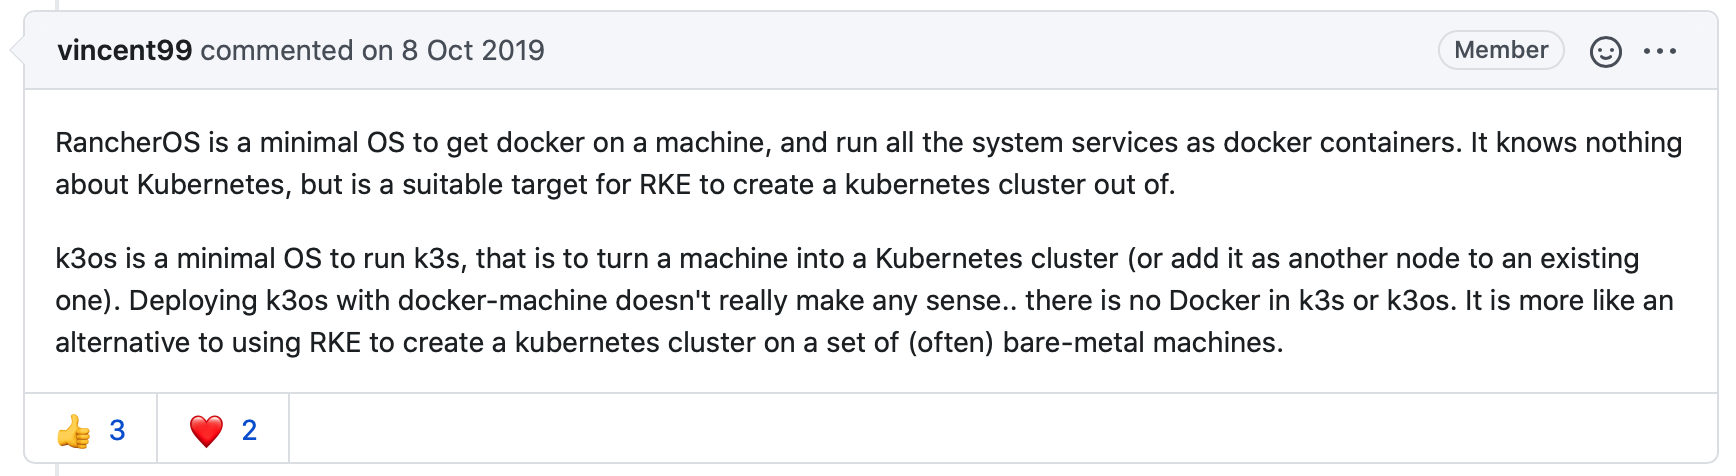 vincent99 commented on 8 Oct 2019
Member
RancherOS is a minimal OS to get docker on a machine, and run all the system services as docker containers. It knows nothing
about Kubernetes, but is a suitable target for RKE to create a kubernetes cluster out of.
k3os is a minimal OS to run k3s, that is to turn a machine into a Kubernetes cluster (or add it as another node to an existing
one). Deploying k3os with docker-machine doesn't really make any sense.. there is no Docker in k3s or k3os. It is more like an
alternative to using RKE to create a kubernetes cluster on a set of (often) bare-metal machines.
3
2